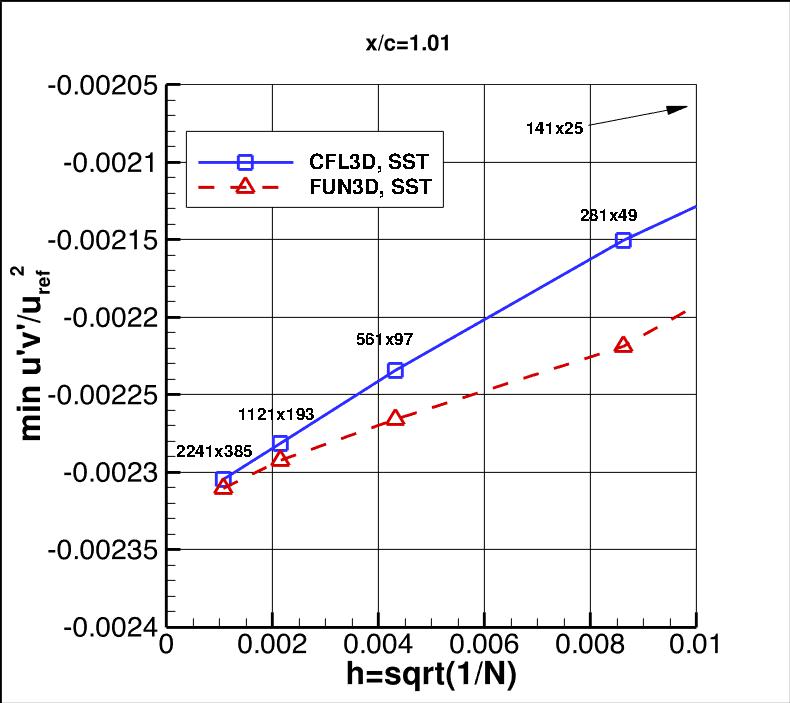 x/c=1.01
-0.00205
141x25
-0.0021
CFL3D, SST
FUN3D, SST
281x49
-0.00215
-0.0022
561x97
min u'v'/u_ref^2
-0.00225
1121x193
2241x385
-0.0023
-0.00235
-0.0024
0 0.002 0.004 0.006 0.008 0.01
h=sqrt(1/N)